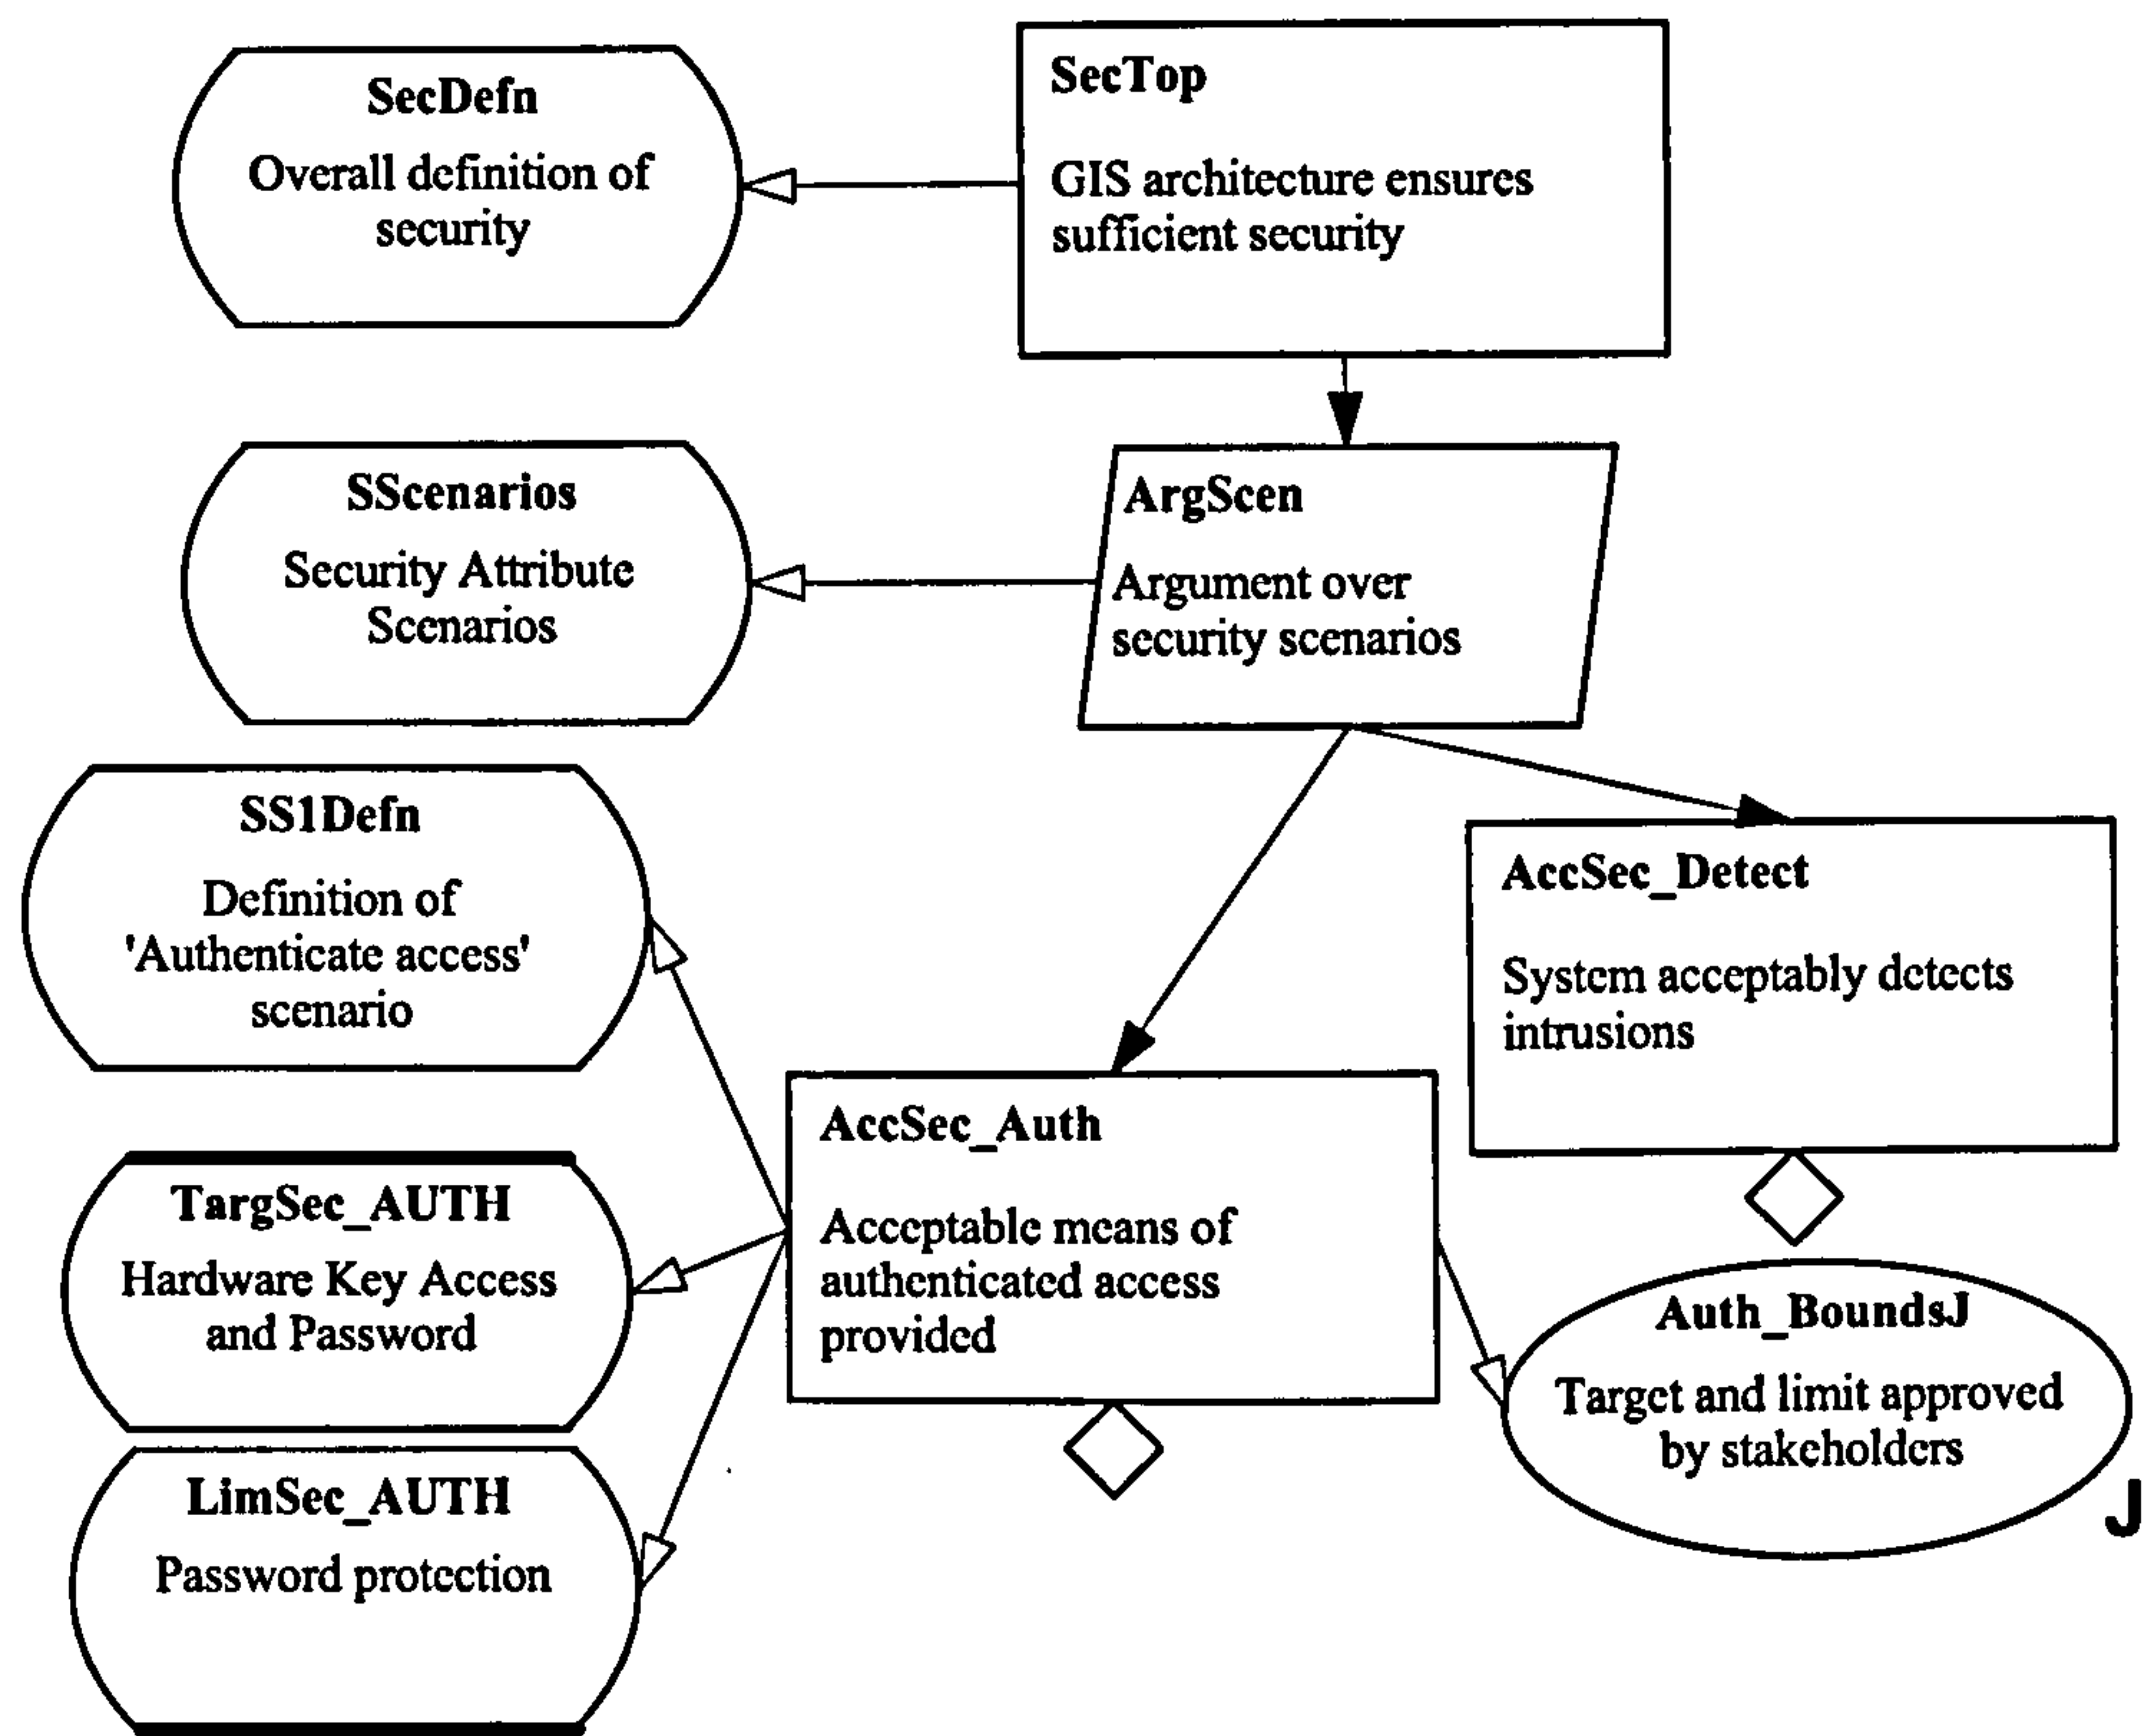 SecDefn
Overall definition of
security
SecTop
GIS architecture ensures
sufficient security
SScenarios
Security Attribute
Scenarios
ArgScen
Argument over
security scenarios
SS1Defn
Definition of
'Authenticate access'
scenario
AccSec_Detect
System acceptably detects
intrusions
TargSec_AUTH
Hardware Key Access
and Password
AccSec_Auth
Acceptable means of
authenticated access
provided
Auth_BoundsJ
Target and limit approved
by stakeholders
J
LimSec_AUTH
Password protection